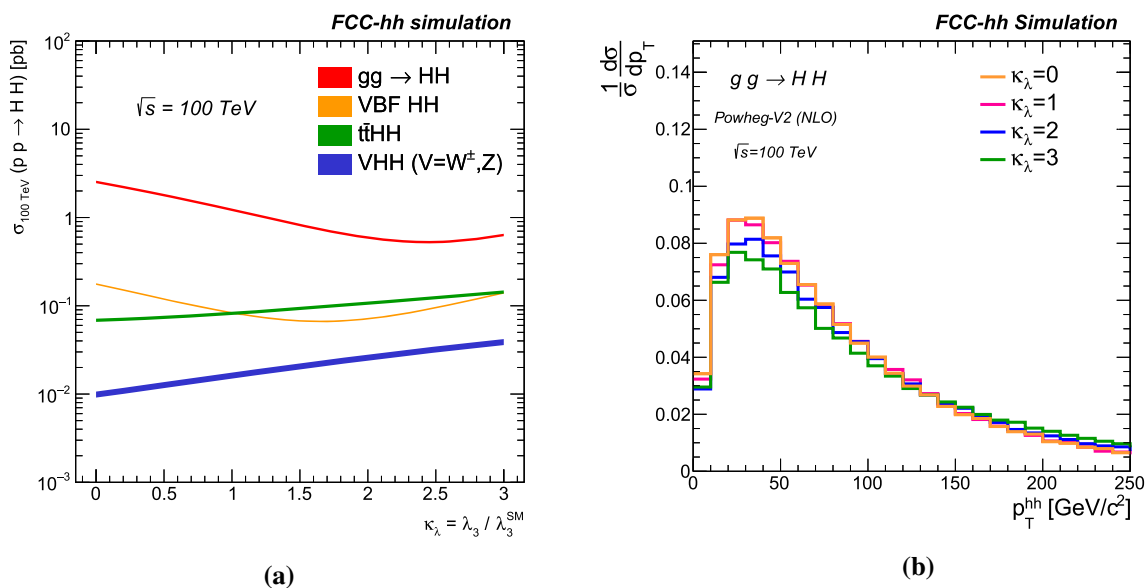 FCC-hh simulation
σ100 TeV (p p → H H) [pb]
10²
10
1
10⁻¹
10⁻²
10⁻³
√s = 100 TeV
gg → HH
VBF HH
tt̄HH
VHH (V=W±,Z)
0 0.5 1 1.5 2 2.5 3
κλ = λ3 / λ3^SM
(a)
FCC-hh Simulation
1/σ dσ/dpT
0.14
0.12
0.1
0.08
0.06
0.04
0.02
0
g g → H H
Powheg-V2 (NLO)
√s=100 TeV
κλ=0
κλ=1
κλ=2
κλ=3
0 50 100 150 200 250
pT^hh [GeV/c²]
(b)